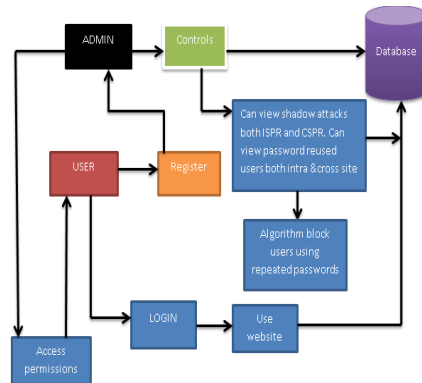 ADMIN
Controls
Database
Can view shadow attacks
both ISPR and CSPR. Can
view password reused
users both intra &cross site
USER
Register
Algorithm block
users using
repeated passwords
LOGIN
Use
website
Access
permissions